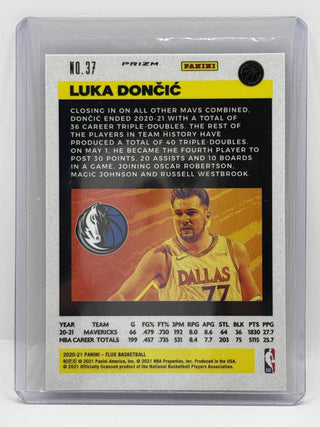 NO. 37
PRIZM
PANINI
LUKA DONČIĆ
CLOSING IN ON ALL OTHER MAVS COMBINED,
DONČIĆ ENDED 2020-21 WITH A TOTAL OF
36 CAREER TRIPLE-DOUBLES. THE REST OF
THE PLAYERS IN TEAM HISTORY HAVE
PRODUCED A TOTAL OF 40 TRIPLE-DOUBLES.
ON MAY 1, HE BECAME THE FOURTH PLAYER TO
POST 30 POINTS, 20 ASSISTS AND 10 BOARDS
IN A GAME, JOINING OSCAR ROBERTSON,
MAGIC JOHNSON AND RUSSELL WESTBROOK.
DALLAS
77
YEAR TEAM G FG% FT% 3PM RPG APG STL BLK PTS PPG
20-21 MAVERICKS 66 .479 .730 192 8.0 8.6 64 36 1830 27.7
NBA CAREER TOTALS 199 .457 .735 531 8.4 7.7 203 75 5115 25.7
2020-21 PANINI – FLUX BASKETBALL
© 2021 Panini America, Inc. © 2021 NBA Properties, Inc. Produced in the USA.
© 2021 Officially licensed product of the National Basketball Players Association.